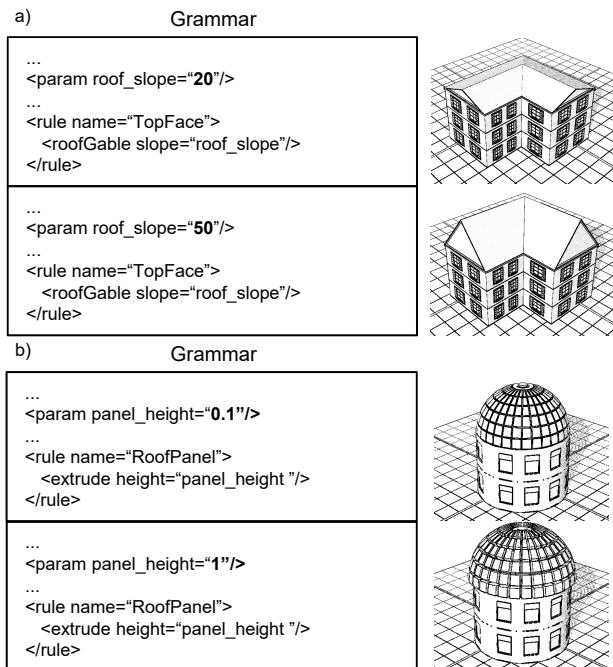 a)
Grammar
...
<param roof_slope=“20”/>
...
<rule name=“TopFace”>
<roofGable slope=“roof_slope”/>
</rule>
...
<param roof_slope=“50”/>
...
<rule name=“TopFace”>
<roofGable slope=“roof_slope”/>
</rule>
b)
Grammar
...
<param panel_height=“0.1”/>
...
<rule name=“RoofPanel”>
<extrude height=“panel_height ”/>
</rule>
...
<param panel_height=“1”/>
...
<rule name=“RoofPanel”>
<extrude height=“panel_height ”/>
</rule>